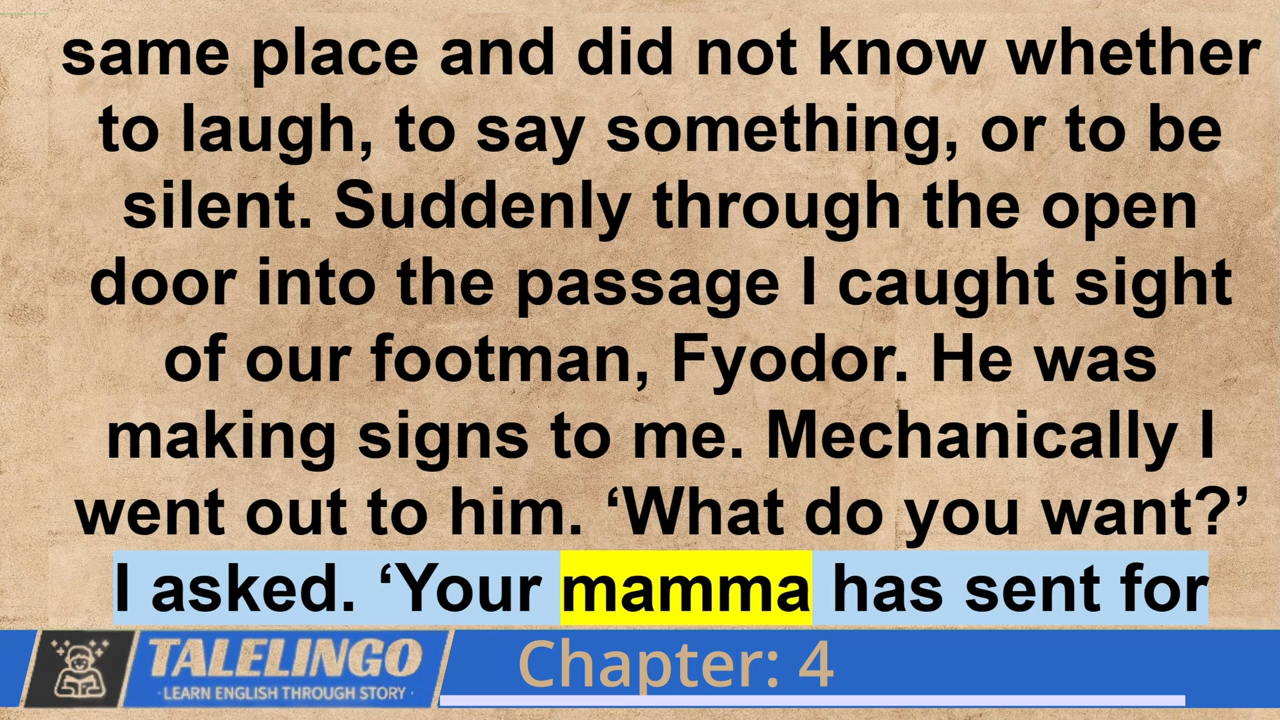 same place and did not know whether
to laugh, to say something, or to be
silent. Suddenly through the open
door into the passage I caught sight
of our footman, Fyodor. He was
making signs to me. Mechanically I
went out to him. ‘What do you want?’
I asked. ‘Your mamma has sent for
TALELINGO
· LEARN ENGLISH THROUGH STORY ·
Chapter: 4